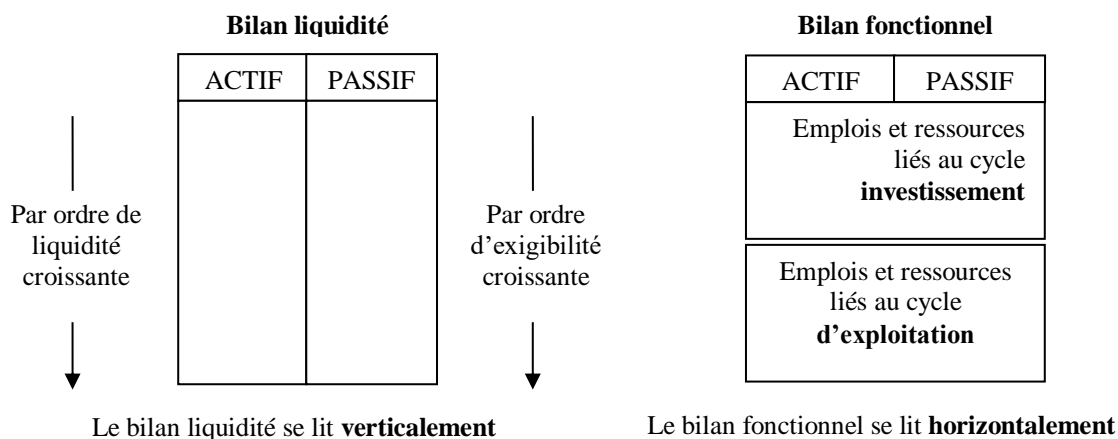 Bilan liquidité
ACTIF PASSIF
Par ordre de
liquidité
croissante
Par ordre
d’exigibilité
croissante
Le bilan liquidité se lit verticalement
Bilan fonctionnel
ACTIF PASSIF
Emplois et ressources
liés au cycle
investissement
Emplois et ressources
liés au cycle
d’exploitation
Le bilan fonctionnel se lit horizontalement